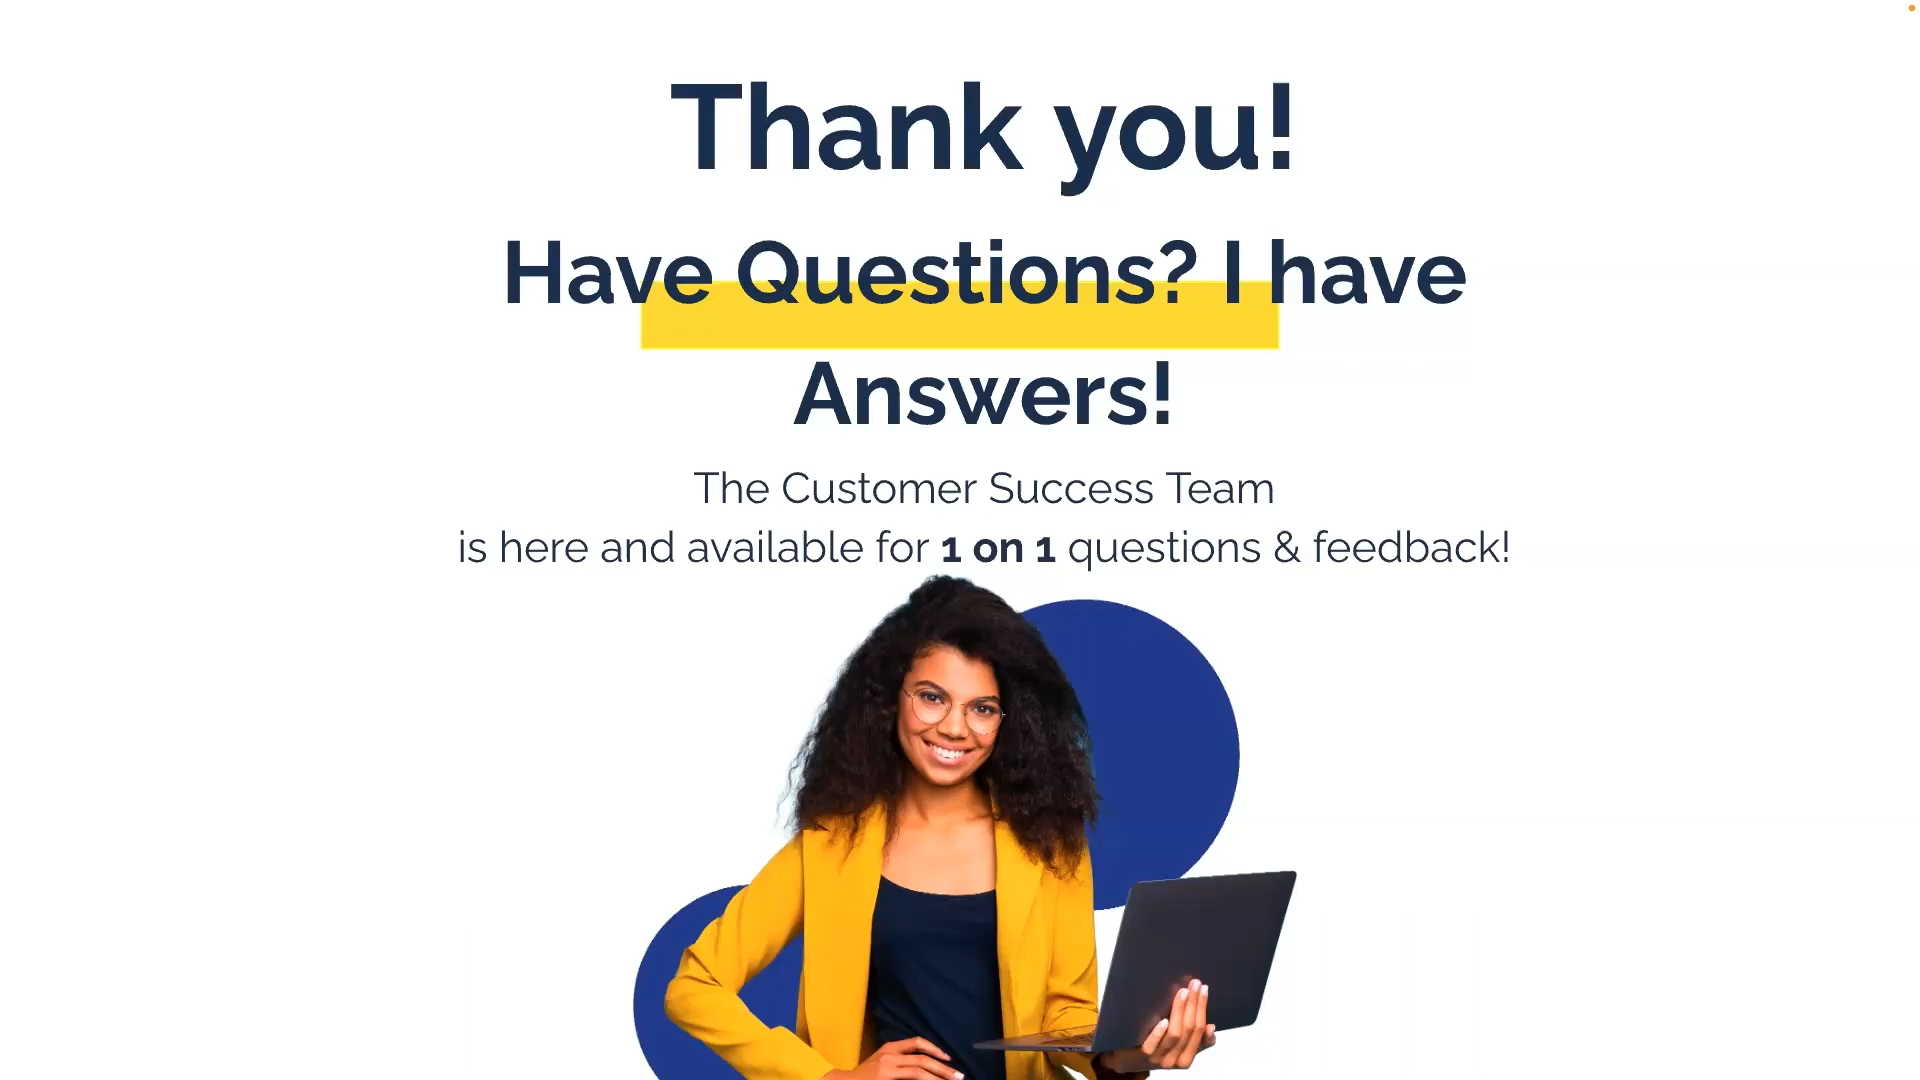 Thank you!
Have Questions? I have
Answers!
The Customer Success Team
is here and available for 1 on 1 questions & feedback!